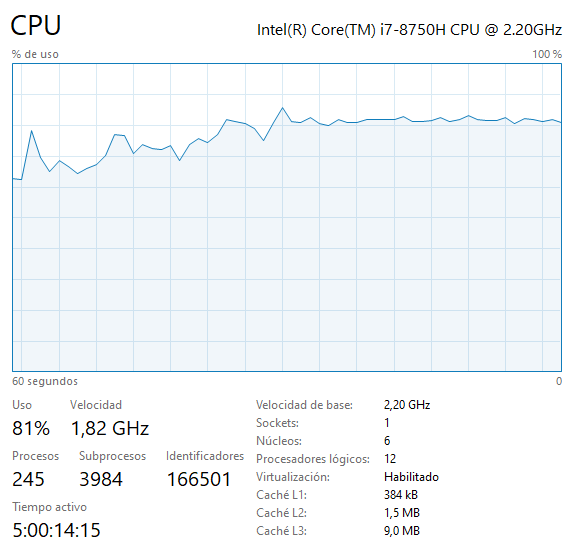 CPU
Intel(R) Core(TM) i7-8750H CPU @ 2.20GHz
% de uso
100 %
60 segundos
0
Uso
Velocidad
81%
1,82 GHz
Procesos
Subprocesos
Identificadores
245
3984
166501
Tiempo activo
5:00:14:15
Velocidad de base: 2,20 GHz
Sockets: 1
Núcleos: 6
Procesadores lógicos: 12
Virtualización: Habilitado
Caché L1: 384 kB
Caché L2: 1,5 MB
Caché L3: 9,0 MB